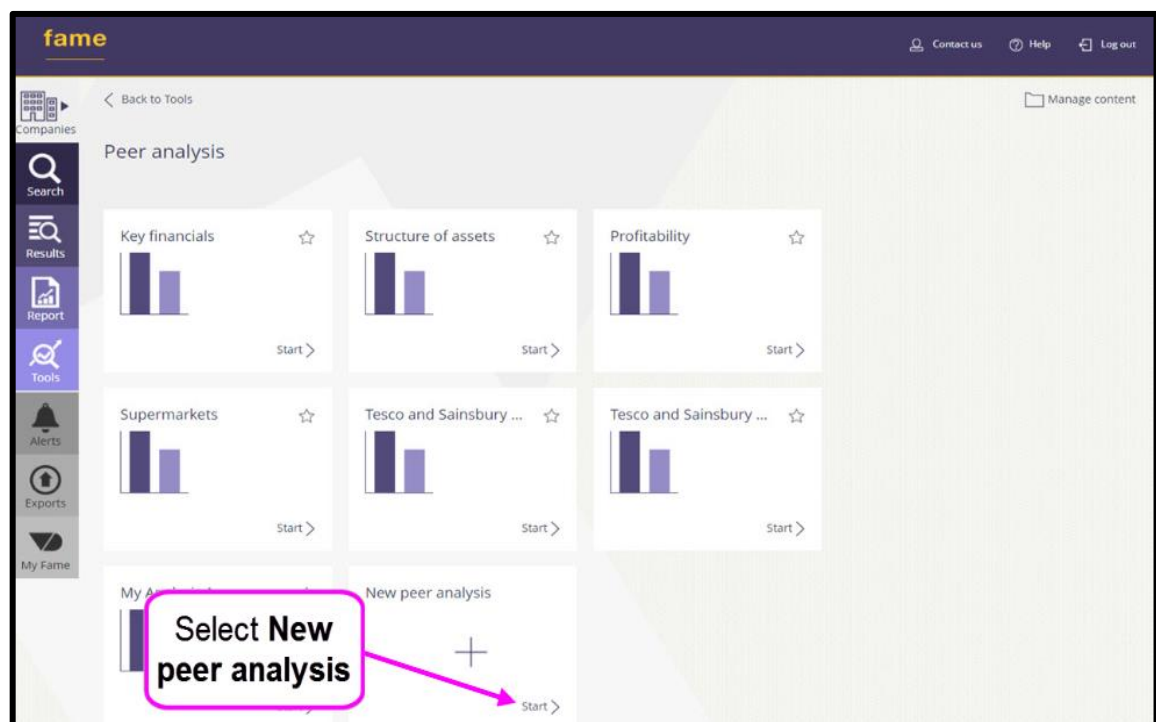 fame
Contact us
Help
Log out
Companies
Back to Tools
Manage content
Peer analysis
Search
Results
Report
Tools
Alerts
Exports
My Fame
Key financials
Start
Structure of assets
Start
Profitability
Start
Supermarkets
Start
Tesco and Sainsbury ...
Start
Tesco and Sainsbury ...
Start
My
New peer analysis
Start
Select New
peer analysis